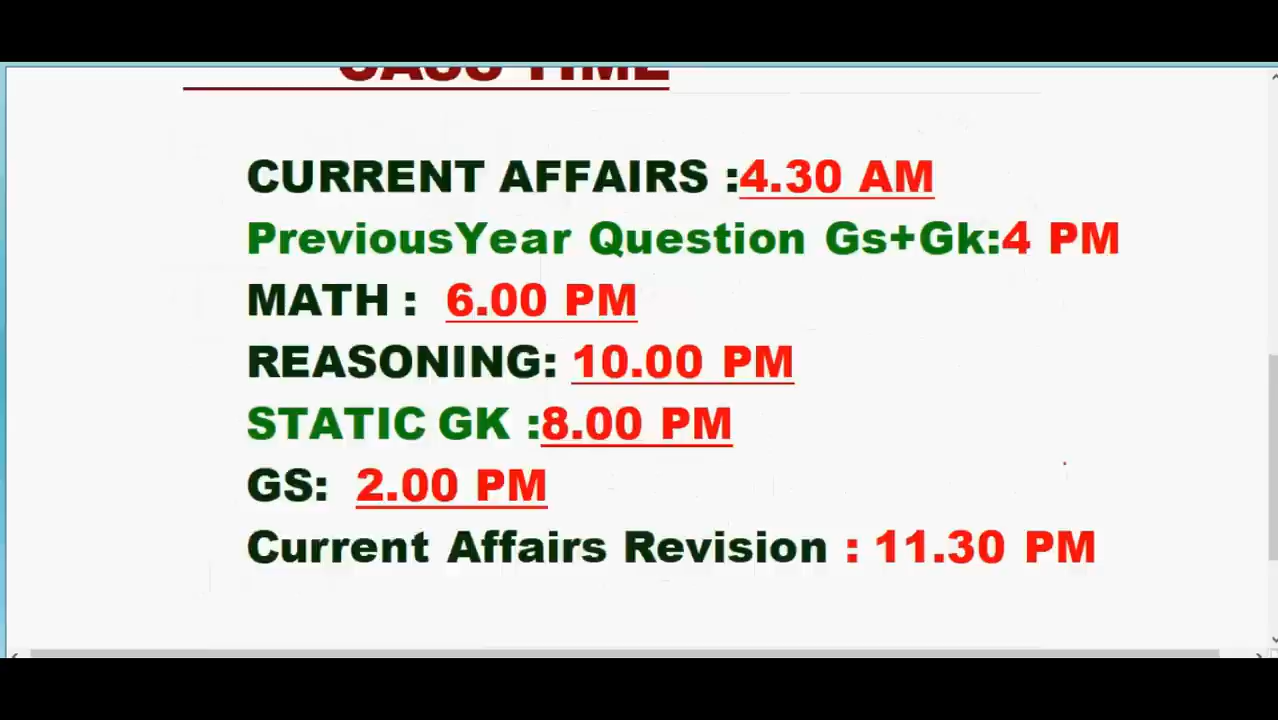 TIME
CURRENT AFFAIRS :4.30 AM
PreviousYear Question Gs+Gk:4 PM
MATH : 6.00 PM
REASONING: 10.00 PM
STATIC GK :8.00 PM
GS: 2.00 PM
Current Affairs Revision : 11.30 PM